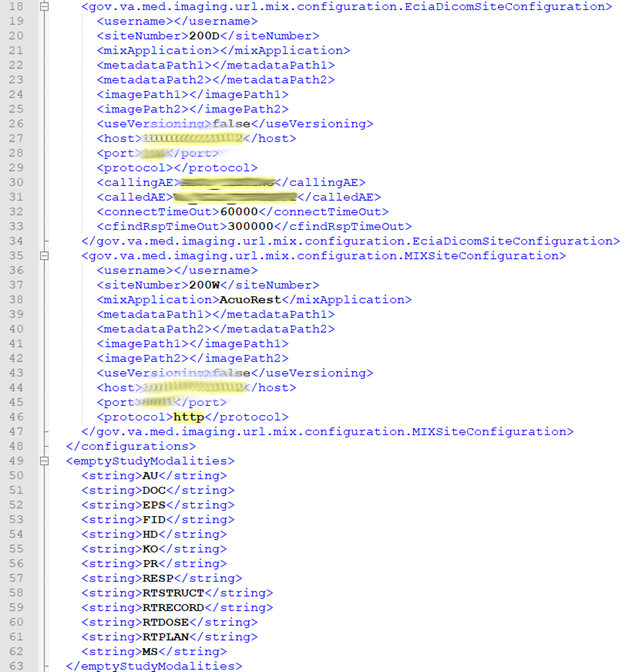 18 <gov.va.med.imaging.url.mix.configuration.EciaDicomSiteConfiguration>
19 <username></username>
20 <siteNumber>200D</siteNumber>
21 <mixApplication></mixApplication>
22 <metadataPath1></metadataPath1>
23 <metadataPath2></metadataPath2>
24 <imagePath1></imagePath1>
25 <imagePath2></imagePath2>
26 <useVersioning>false</useVersioning>
27 <host></host>
28 <port></port>
29 <protocol></protocol>
30 <callingAE></callingAE>
31 <calledAE></calledAE>
32 <connectTimeOut>60000</connectTimeOut>
33 <cfindRspTimeOut>300000</cfindRspTimeOut>
34 </gov.va.med.imaging.url.mix.configuration.EciaDicomSiteConfiguration>
35 <gov.va.med.imaging.url.mix.configuration.MIXSiteConfiguration>
36 <username></username>
37 <siteNumber>200W</siteNumber>
38 <mixApplication>AcuoRest</mixApplication>
39 <metadataPath1></metadataPath1>
40 <metadataPath2></metadataPath2>
41 <imagePath1></imagePath1>
42 <imagePath2></imagePath2>
43 <useVersioning>false</useVersioning>
44 <host></host>
45 <port></port>
46 <protocol>http</protocol>
47 </gov.va.med.imaging.url.mix.configuration.MIXSiteConfiguration>
48 </configurations>
49 <emptyStudyModalities>
50 <string>AU</string>
51 <string>DOC</string>
52 <string>EPS</string>
53 <string>FID</string>
54 <string>HD</string>
55 <string>KO</string>
56 <string>PR</string>
57 <string>RESP</string>
58 <string>RTSTRUCT</string>
59 <string>RTRECORD</string>
60 <string>RTDOSE</string>
61 <string>RTPLAN</string>
62 <string>MS</string>
63 </emptyStudyModalities>